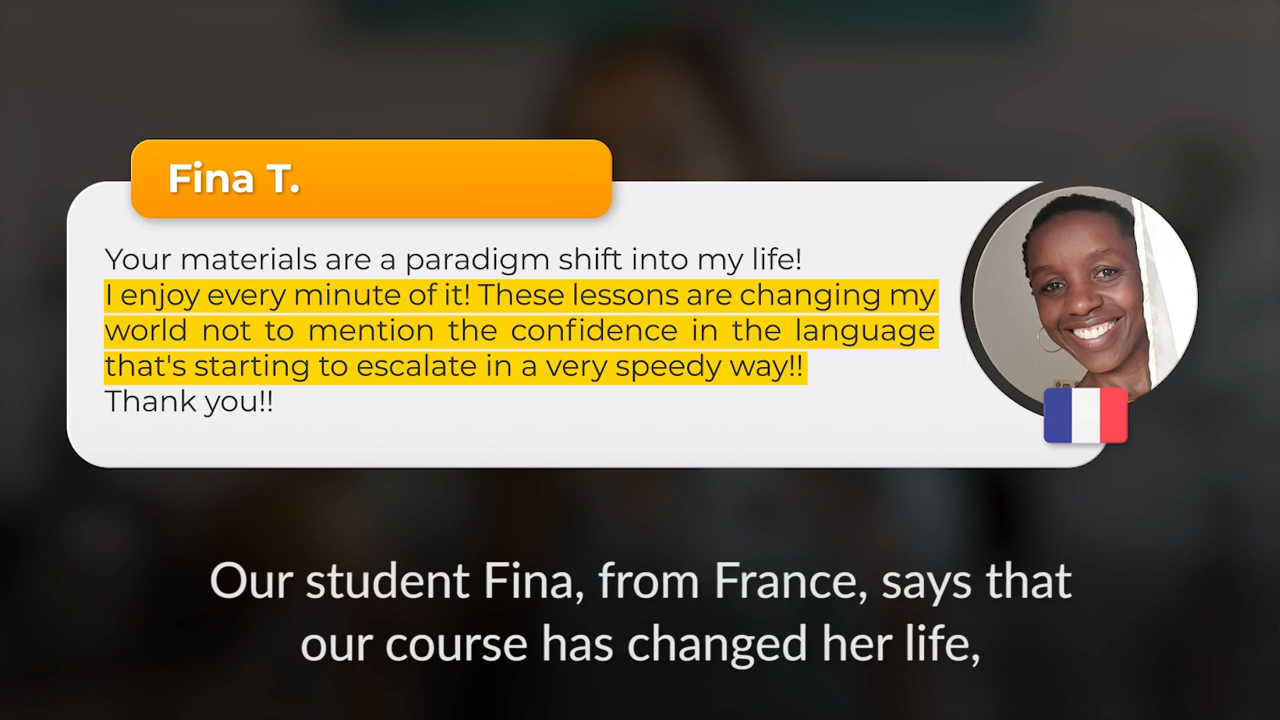 Fina T.
Your materials are a paradigm shift into my life!
I enjoy every minute of it! These lessons are changing my
world not to mention the confidence in the language
that's starting to escalate in a very speedy way!!
Thank you!!
Our student Fina, from France, says that
our course has changed her life,